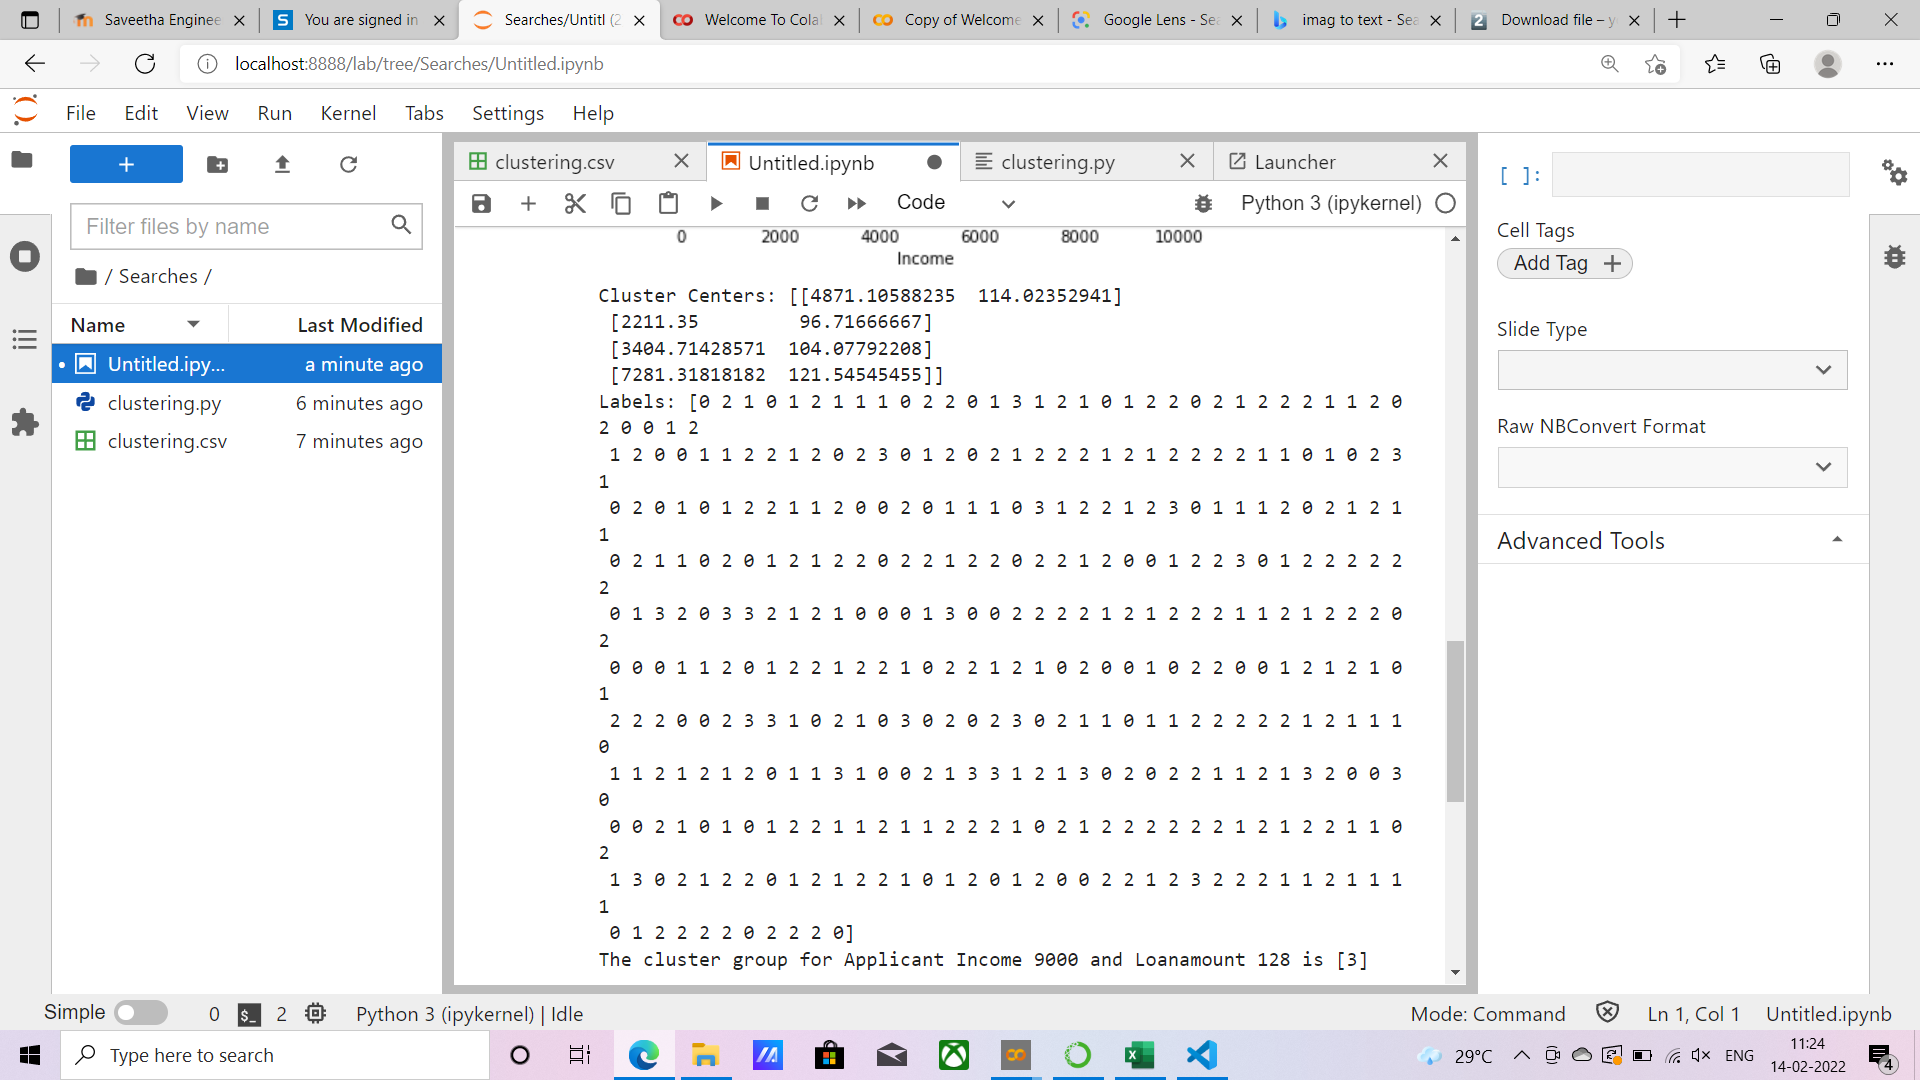 Saveetha Enginee
You are signed in
Searches/Untitl (2
Welcome To Colal
Copy of Welcome
Google Lens - Sea
imag to text - Sea
Download file – y
localhost:8888/lab/tree/Searches/Untitled.ipynb
File Edit View Run Kernel Tabs Settings Help
clustering.csv
Untitled.ipynb
clustering.py
Launcher
Code
Python 3 (ipykernel)
Filter files by name
/ Searches /
Name Last Modified
Untitled.ipy... a minute ago
clustering.py 6 minutes ago
clustering.csv 7 minutes ago
0 2000 4000 6000 8000 10000
Income
Cluster Centers: [[4871.10588235 114.02352941]
[2211.35 96.71666667]
[3404.71428571 104.07792208]
[7281.31818182 121.54545455]]
Labels: [0 2 1 0 1 2 1 1 1 0 2 2 0 1 3 1 2 1 0 1 2 2 0 2 1 2 2 2 1 1 2 0
2 0 0 1 2
1 2 0 0 1 1 2 2 1 2 0 2 3 0 1 2 0 2 1 2 2 2 1 2 1 2 2 2 2 1 1 0 1 0 2 3
1
0 2 0 1 0 1 2 2 1 1 2 0 0 2 0 1 1 1 0 3 1 2 2 1 2 3 0 1 1 1 2 0 2 1 2 1
1
0 2 1 1 0 2 0 1 2 1 2 2 0 2 2 1 2 2 0 2 2 1 2 0 0 1 2 2 3 0 1 2 2 2 2 2
2
0 1 3 2 0 3 3 2 1 2 1 0 0 0 1 3 0 0 2 2 2 2 1 2 1 2 2 2 1 1 2 1 2 2 2 0
2
0 0 0 1 1 2 0 1 2 2 1 2 2 1 0 2 2 1 2 1 0 2 0 0 1 0 2 2 0 0 1 2 1 2 1 0
1
2 2 2 0 0 2 3 3 1 0 2 1 0 3 0 2 0 2 3 0 2 1 1 0 1 1 2 2 2 2 2 1 2 1 1 1
0
1 1 2 1 2 1 2 0 1 1 3 1 0 0 2 1 3 3 1 2 1 3 0 2 0 2 2 1 1 2 1 3 2 0 0 3
0
0 0 2 1 0 1 0 1 2 2 1 1 2 1 1 2 2 2 1 0 2 1 2 2 2 2 2 2 1 2 1 2 2 1 1 0
2
1 3 0 2 1 2 2 0 1 2 1 2 2 1 0 1 2 0 1 2 0 0 2 2 1 2 3 2 2 2 1 1 2 1 1 1
1
0 1 2 2 2 2 0 2 2 2 0]
The cluster group for Applicant Income 9000 and Loanamount 128 is [3]
[ ]:
Cell Tags
Add Tag
Slide Type
Raw NBConvert Format
Advanced Tools
Simple 0 $_ 2 Python 3 (ipykernel) | Idle
Mode: Command Ln 1, Col 1 Untitled.ipynb
Type here to search
29°C ENG
11:24
14-02-2022
4